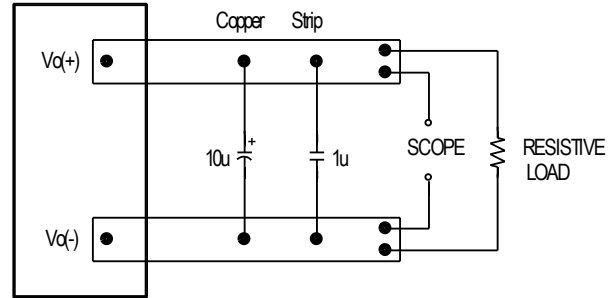 Copper Strip
Vo(+)
10u
+
1u
SCOPE
RESISTIVE
LOAD
Vo(-)